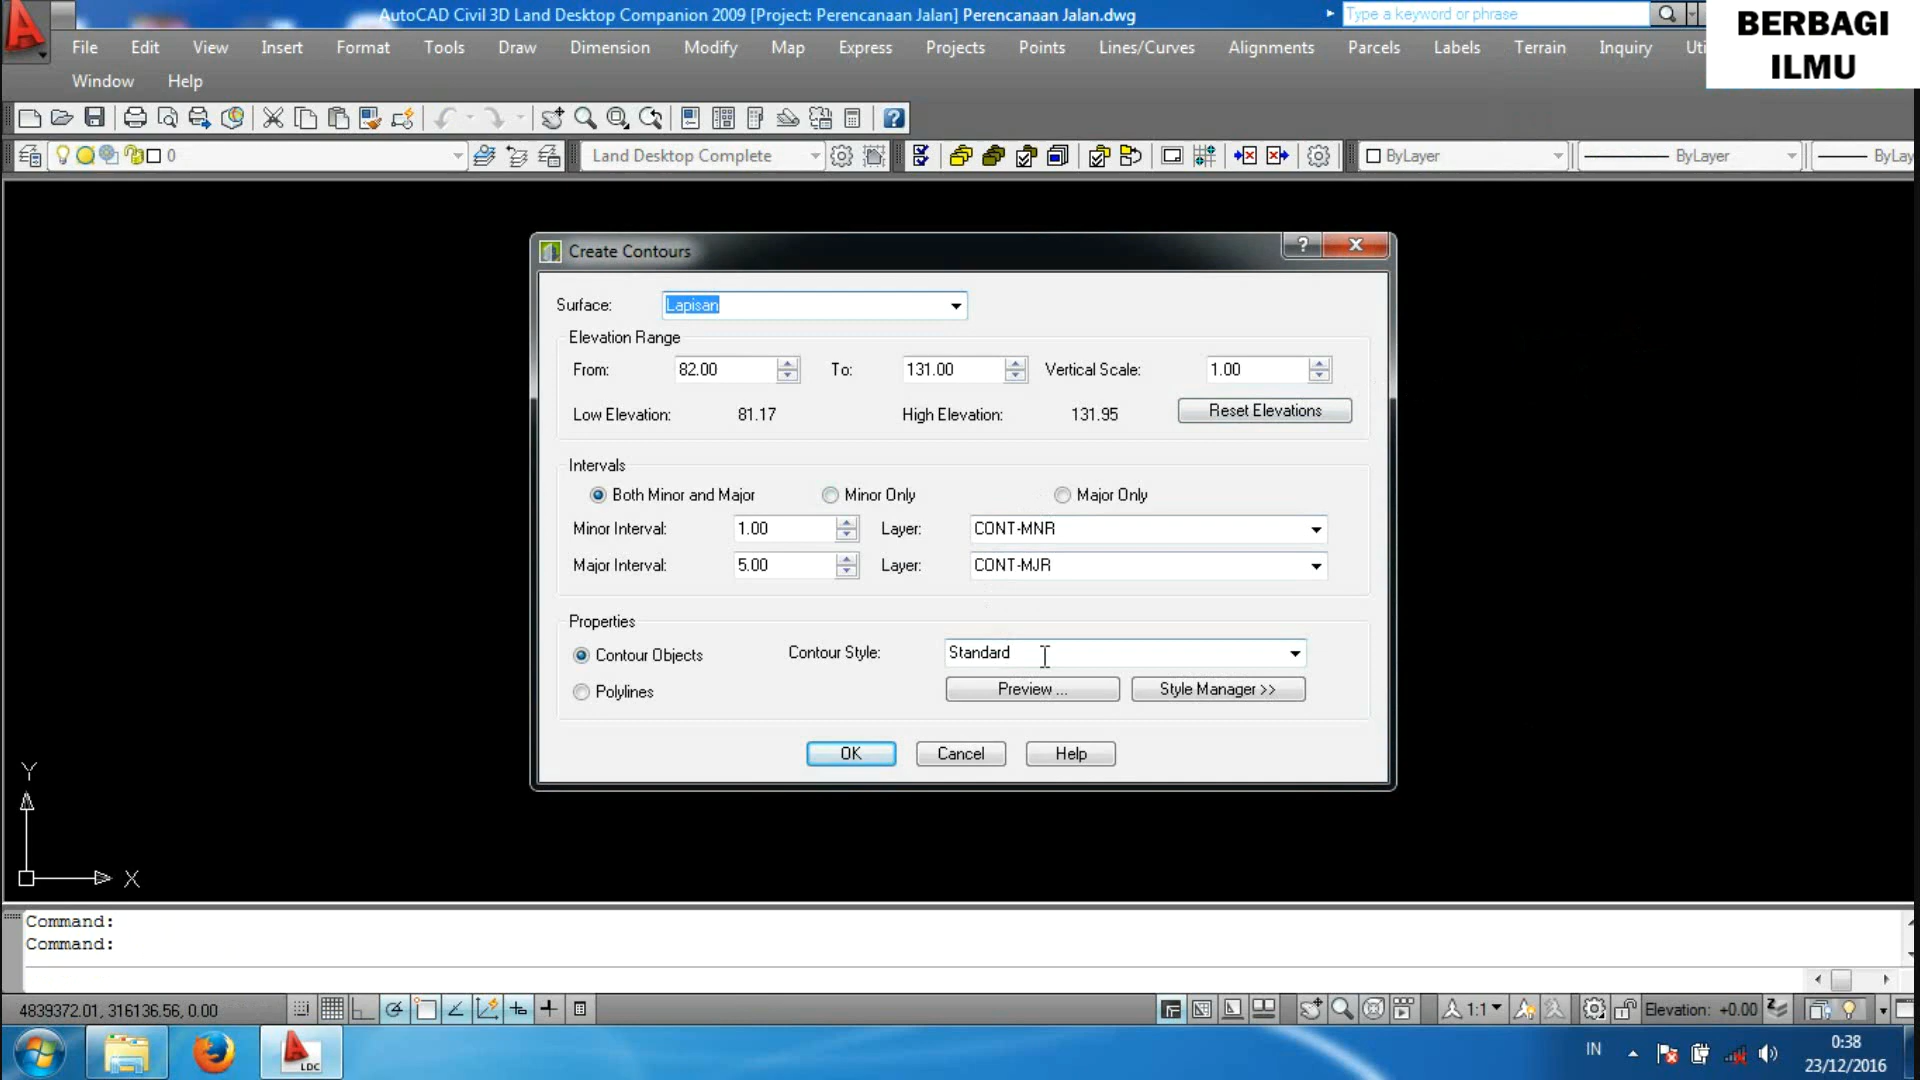 AutoCAD Civil 3D Land Desktop Companion 2009 [Project: Perencanaan Jalan] Perencanaan Jalan.dwg
Type a keyword or phrase
BERBAGI
ILMU
File Edit View Insert Format Tools Draw Dimension Modify Map Express Projects Points Lines/Curves Alignments Parcels Labels Terrain Inquiry Uti
Window Help
0 Land Desktop Complete ByLayer ByLayer ByLay
Create Contours
Surface: Lapisan
Elevation Range
From: 82.00 To: 131.00 Vertical Scale: 1.00
Low Elevation: 81.17 High Elevation: 131.95 Reset Elevations
Intervals
Both Minor and Major Minor Only Major Only
Minor Interval: 1.00 Layer: CONT-MNR
Major Interval: 5.00 Layer: CONT-MJR
Properties
Contour Objects Contour Style: Standard
Polylines Preview ... Style Manager >>
OK Cancel Help
Y
X
Command:
Command:
4839372.01, 316136.56, 0.00 1:1 Elevation: +0.00
LDC
IN
0:38
23/12/2016